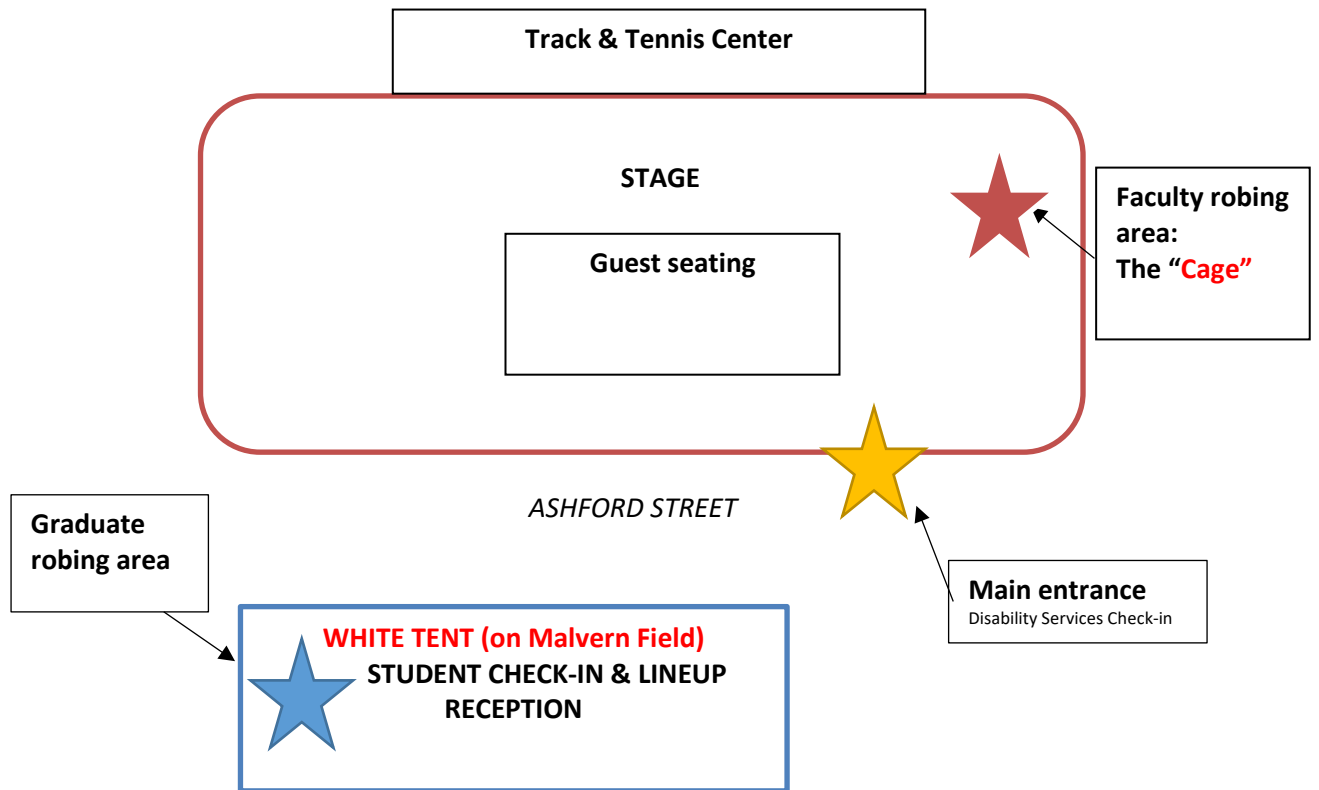 Track & Tennis Center
STAGE
Faculty robing
area:
The “Cage”
Guest seating
ASHFORD STREET
Graduate
robing area
Main entrance
Disability Services Check-in
WHITE TENT (on Malvern Field)
STUDENT CHECK-IN & LINEUP
RECEPTION